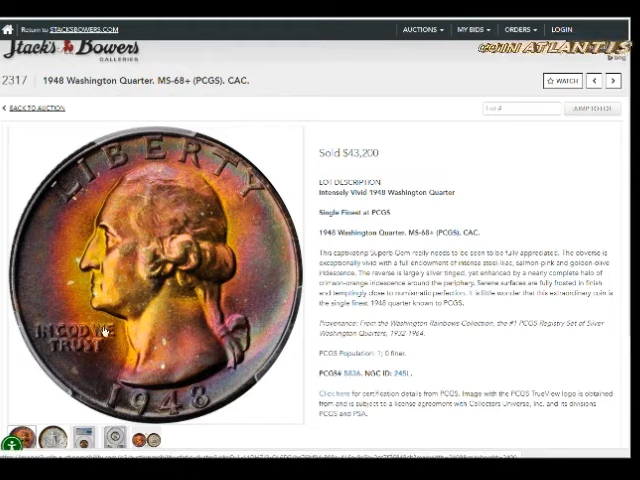 Return to STACKSBOWERS.COM
AUCTIONS
MY BIDS
ORDERS
LOGIN
Stack's Bowers
GALLERIES
COIN ATLANTIS
bing
2317
1948 Washington Quarter. MS-68+ (PCGS). CAC.
WATCH
BACK TO AUCTION
JUMP TO LOT
LIBERTY
IN GOD WE
TRUST
1948
Sold $43,200
LOT DESCRIPTION
Intensely Vivid 1948 Washington Quarter
Single Finest at PCGS
1948 Washington Quarter. MS-68+ (PCGS). CAC.
This captivating Superb Gem really needs to be seen to be fully appreciated. The obverse is
exceptionally vivid with a full endowment of intense steel-lilac, salmon-pink and golden-olive
iridescence. The reverse is largely silver tinged, yet enhanced by a nearly complete halo of
crimson-orange iridescence around the periphery. Serene surfaces are fully frosted in finish
and temptingly close to numismatic perfection. It is little wonder that this extraordinary coin is
the single finest 1948 quarter known to PCGS.
Provenance: From the Washington Rainbows Collection, the #1 PCGS Registry Set of Silver
Washington Quarters, 1932-1964.
PCGS Population: 1; 0 finer.
PCGS# 5836. NGC ID: 245L.
Click here for certification details from PCGS. Image with the PCGS TrueView logo is obtained
from and is subject to a license agreement with Collectors Universe, Inc. and its divisions
PCGS and PSA.